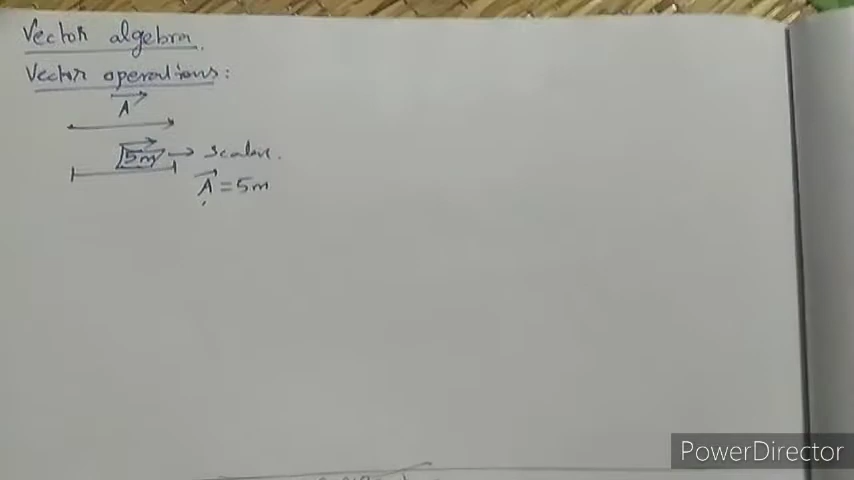 Vector algebra.
Vector operations:
A
5m → scalar.
A = 5m
PowerDirector